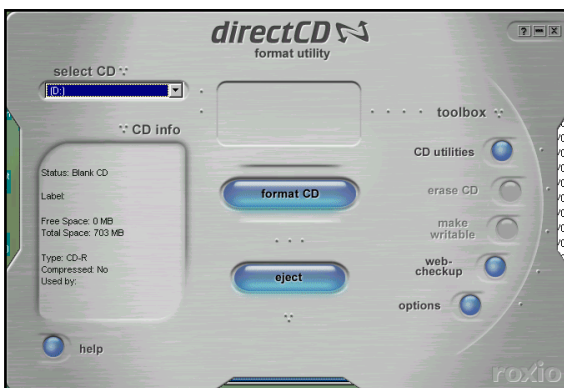 directCD
format utility
select CD
(D:)
CD info
Status: Blank CD
Label:
Free Space: 0 MB
Total Space: 703 MB
Type: CD-R
Compressed: No
Used by:
help
format CD
eject
toolbox
CD utilities
erase CD
make
writable
web-
checkup
options
roxio